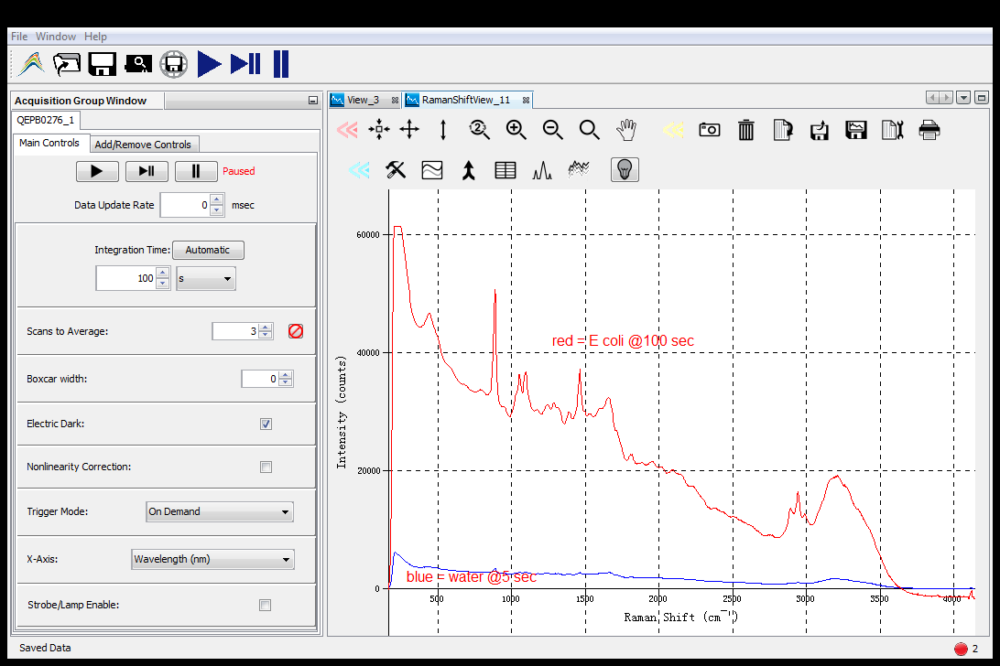 File Window Help
Acquisition Group Window
View_3 RamanShiftView_11
QEPB0276_1
Main Controls Add/Remove Controls
Paused
Data Update Rate 0 msec
Integration Time: Automatic
100 s
Scans to Average: 3
Boxcar width: 0
Electric Dark:
Nonlinearity Correction:
Trigger Mode: On Demand
X-Axis: Wavelength (nm)
Strobe/Lamp Enable:
2
60000
40000
20000
0
Intensity (counts)
red = E coli @100 sec
blue = water @5 sec
500 1000 1500 2000 2500 3000 3500 4000
Raman Shift (cm⁻¹)
Saved Data 2